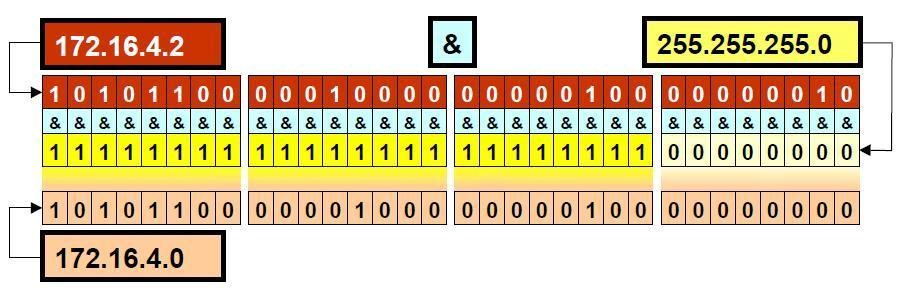 172.16.4.2 & 255.255.255.0
1 0 1 0 1 1 0 0 0 0 0 1 0 0 0 0 0 0 0 0 0 1 0 0 0 0 0 0 0 0 1 0
& & & & & & & & & & & & & & & & & & & & & & & & & & & & & & & &
1 1 1 1 1 1 1 1 1 1 1 1 1 1 1 1 1 1 1 1 1 1 1 1 0 0 0 0 0 0 0 0
1 0 1 0 1 1 0 0 0 0 0 0 1 0 0 0 0 0 0 0 0 1 0 0 0 0 0 0 0 0 0 0
172.16.4.0